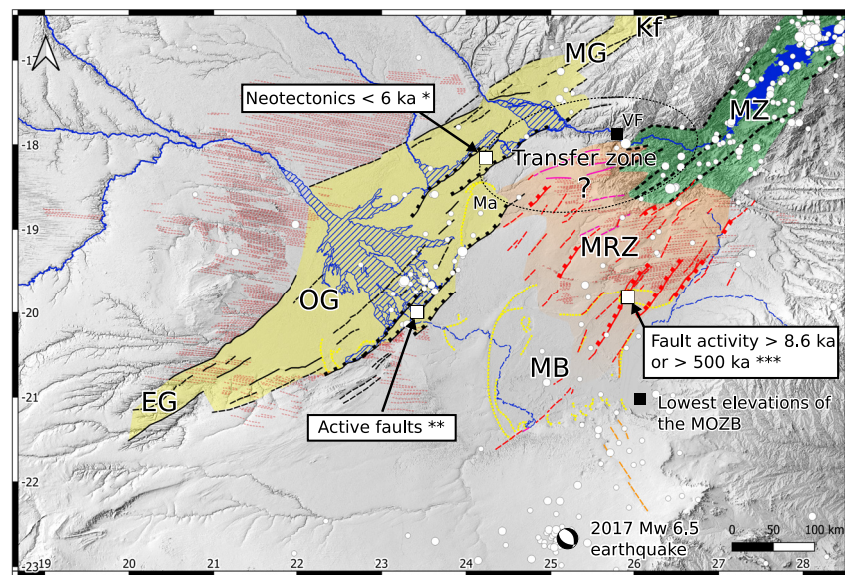 Kf
MG
-17
Neotectonics < 6 ka *
MZ
VF
-18
Transfer zone
?
Ma
-19
MRZ
OG
-20
Fault activity > 8.6 ka
or > 500 ka ***
MB
EG
-21
Lowest elevations of
the MOZB
Active faults **
-22
2017 Mw 6.5
earthquake
0 50 100 km
-23
19 20 21 22 23 24 25 26 27 28